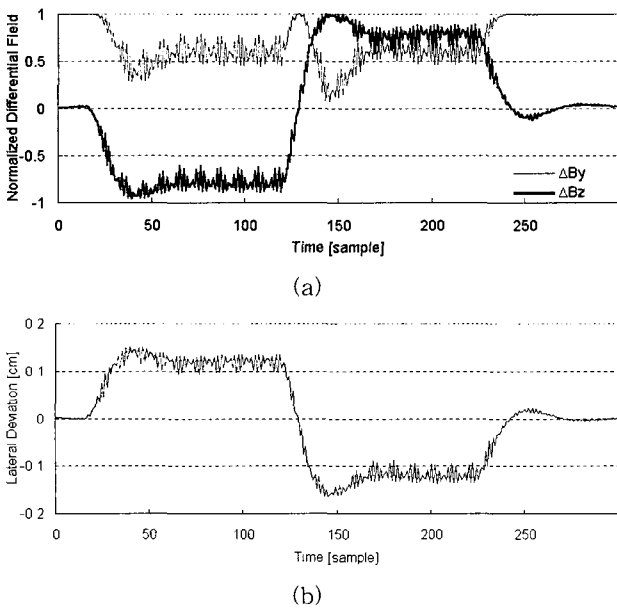 Normalized Differential Field
1
0.5
0
-0.5
-1
0 50 100 150 200 250
ΔBy
ΔBz
Time [sample]
(a)
Lateral Deviation [cm]
0 2
0 1
0
-0 1
-0 2
0 50 100 150 200 250
Time [sample]
(b)